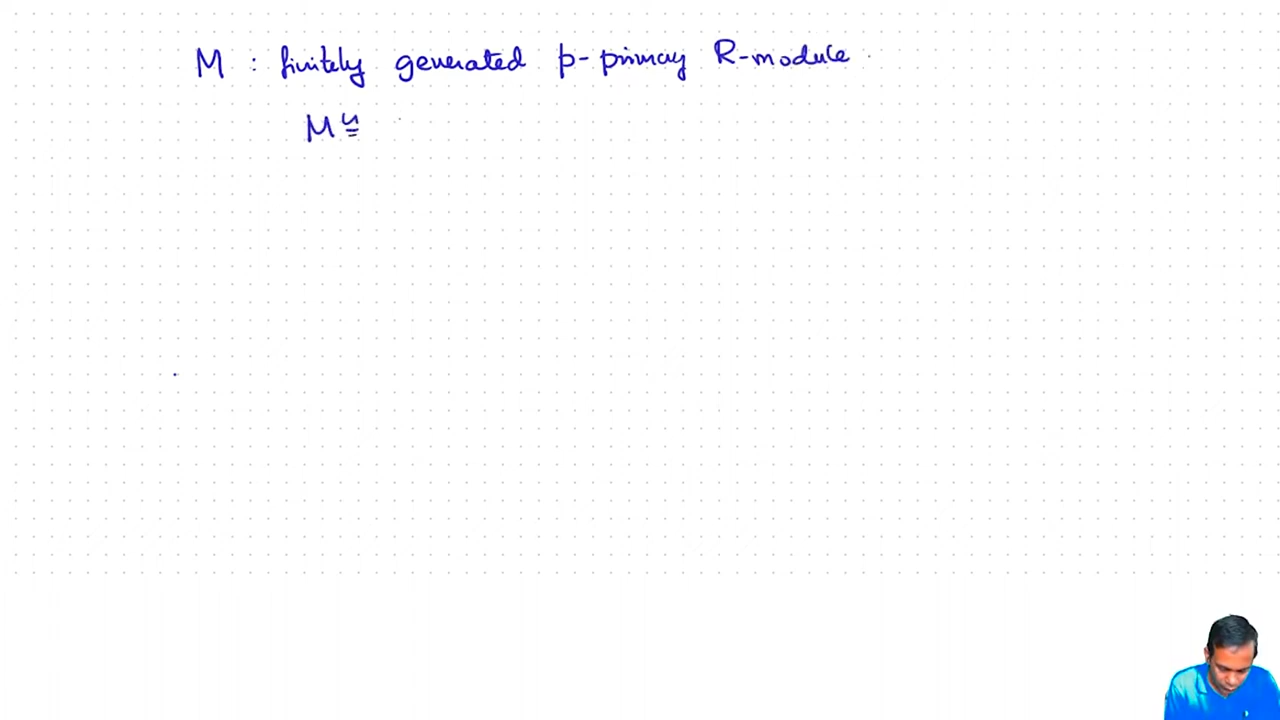 M : finitely generated p-primary R-module
M ≅